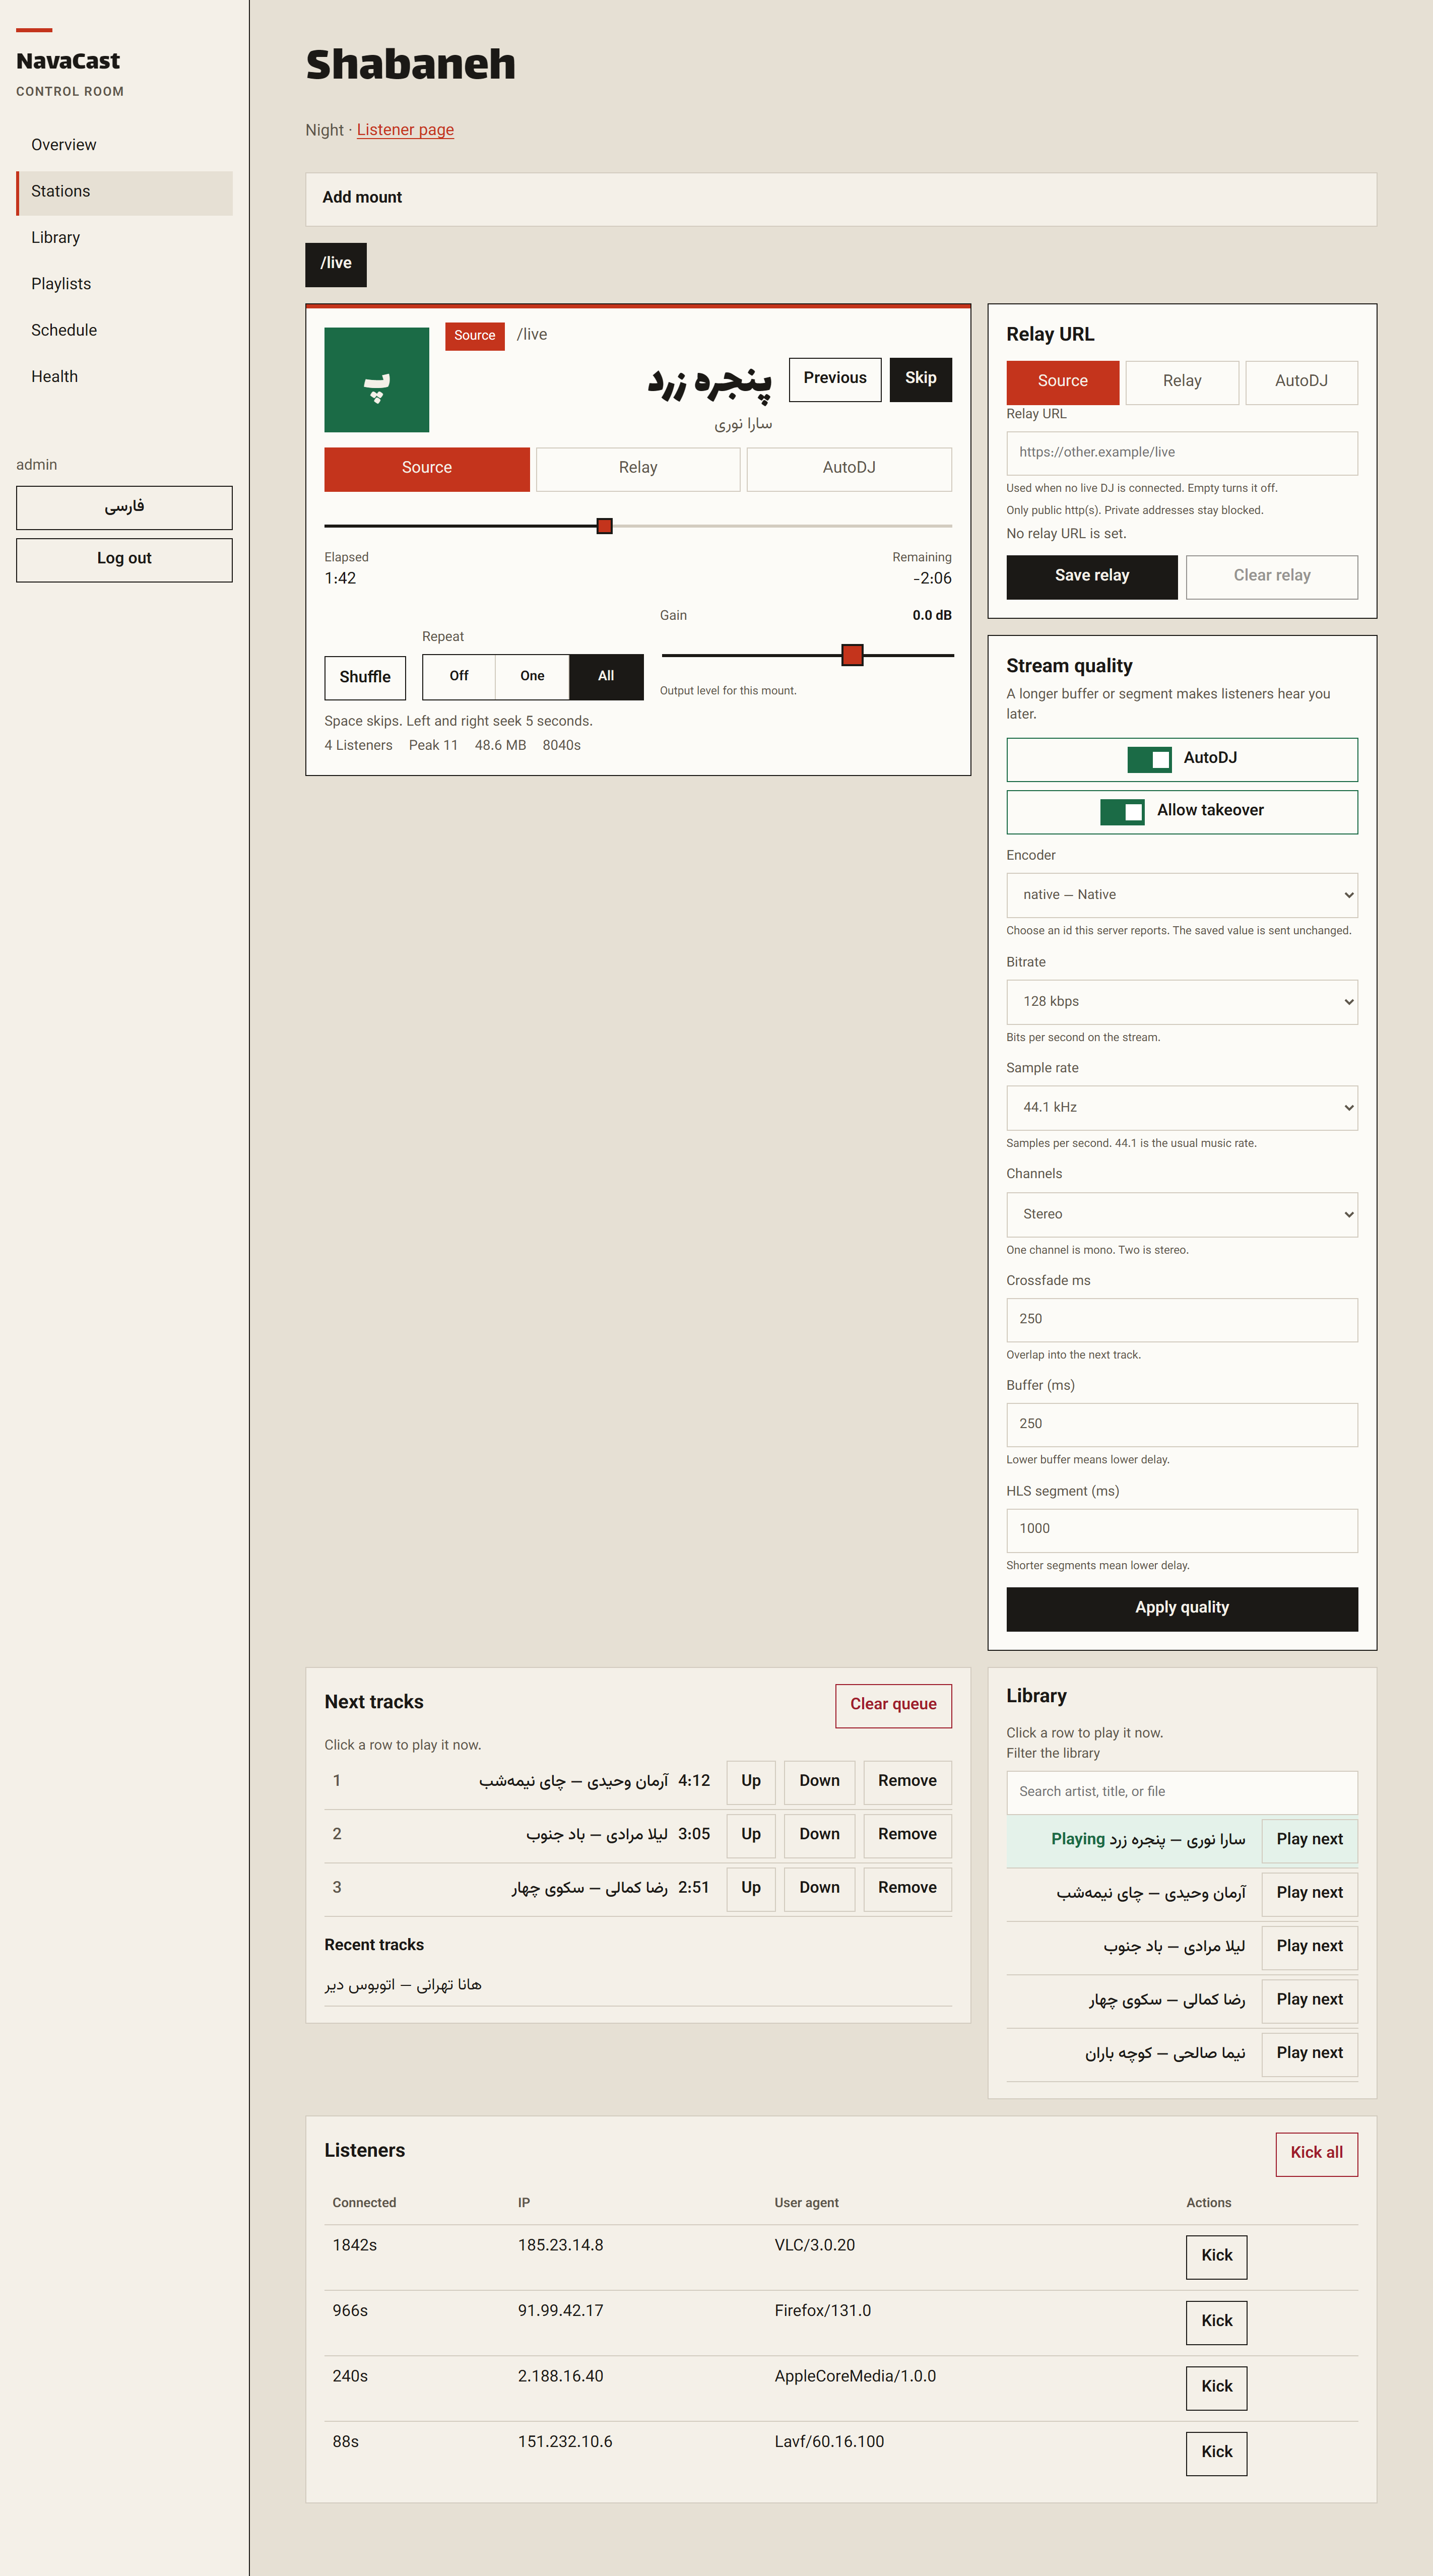 NavaCast
CONTROL ROOM
Overview
Stations
Library
Playlists
Schedule
Health
admin
فارسی
Log out
Shabaneh
Night · Listener page
Add mount
/live
پ
Source /live
پنجره زرد
سارا نوری
Previous Skip
Source Relay AutoDJ
Elapsed Remaining
1:42 -2:06
Gain 0.0 dB
Repeat
Shuffle Off One All
Output level for this mount.
Space skips. Left and right seek 5 seconds.
4 Listeners Peak 11 48.6 MB 8040s
Relay URL
Source Relay AutoDJ
Relay URL
https://other.example/live
Used when no live DJ is connected. Empty turns it off.
Only public http(s). Private addresses stay blocked.
No relay URL is set.
Save relay Clear relay
Stream quality
A longer buffer or segment makes listeners hear you
later.
AutoDJ
Allow takeover
Encoder
native — Native
Choose an id this server reports. The saved value is sent unchanged.
Bitrate
128 kbps
Bits per second on the stream.
Sample rate
44.1 kHz
Samples per second. 44.1 is the usual music rate.
Channels
Stereo
One channel is mono. Two is stereo.
Crossfade ms
250
Overlap into the next track.
Buffer (ms)
250
Lower buffer means lower delay.
HLS segment (ms)
1000
Shorter segments mean lower delay.
Apply quality
Next tracks Clear queue
Click a row to play it now.
1 آرمان وحیدی — چای نیمه‌شب 4:12 Up Down Remove
2 لیلا مرادی — باد جنوب 3:05 Up Down Remove
3 رضا کمالی — سکوی چهار 2:51 Up Down Remove
Recent tracks
هانا تهرانی — اتوبوس دیر
Library
Click a row to play it now.
Filter the library
Search artist, title, or file
سارا نوری — پنجره زرد Playing Play next
آرمان وحیدی — چای نیمه‌شب Play next
لیلا مرادی — باد جنوب Play next
رضا کمالی — سکوی چهار Play next
نیما صالحی — کوچه باران Play next
Listeners Kick all
Connected IP User agent Actions
1842s 185.23.14.8 VLC/3.0.20 Kick
966s 91.99.42.17 Firefox/131.0 Kick
240s 2.188.16.40 AppleCoreMedia/1.0.0 Kick
88s 151.232.10.6 Lavf/60.16.100 Kick